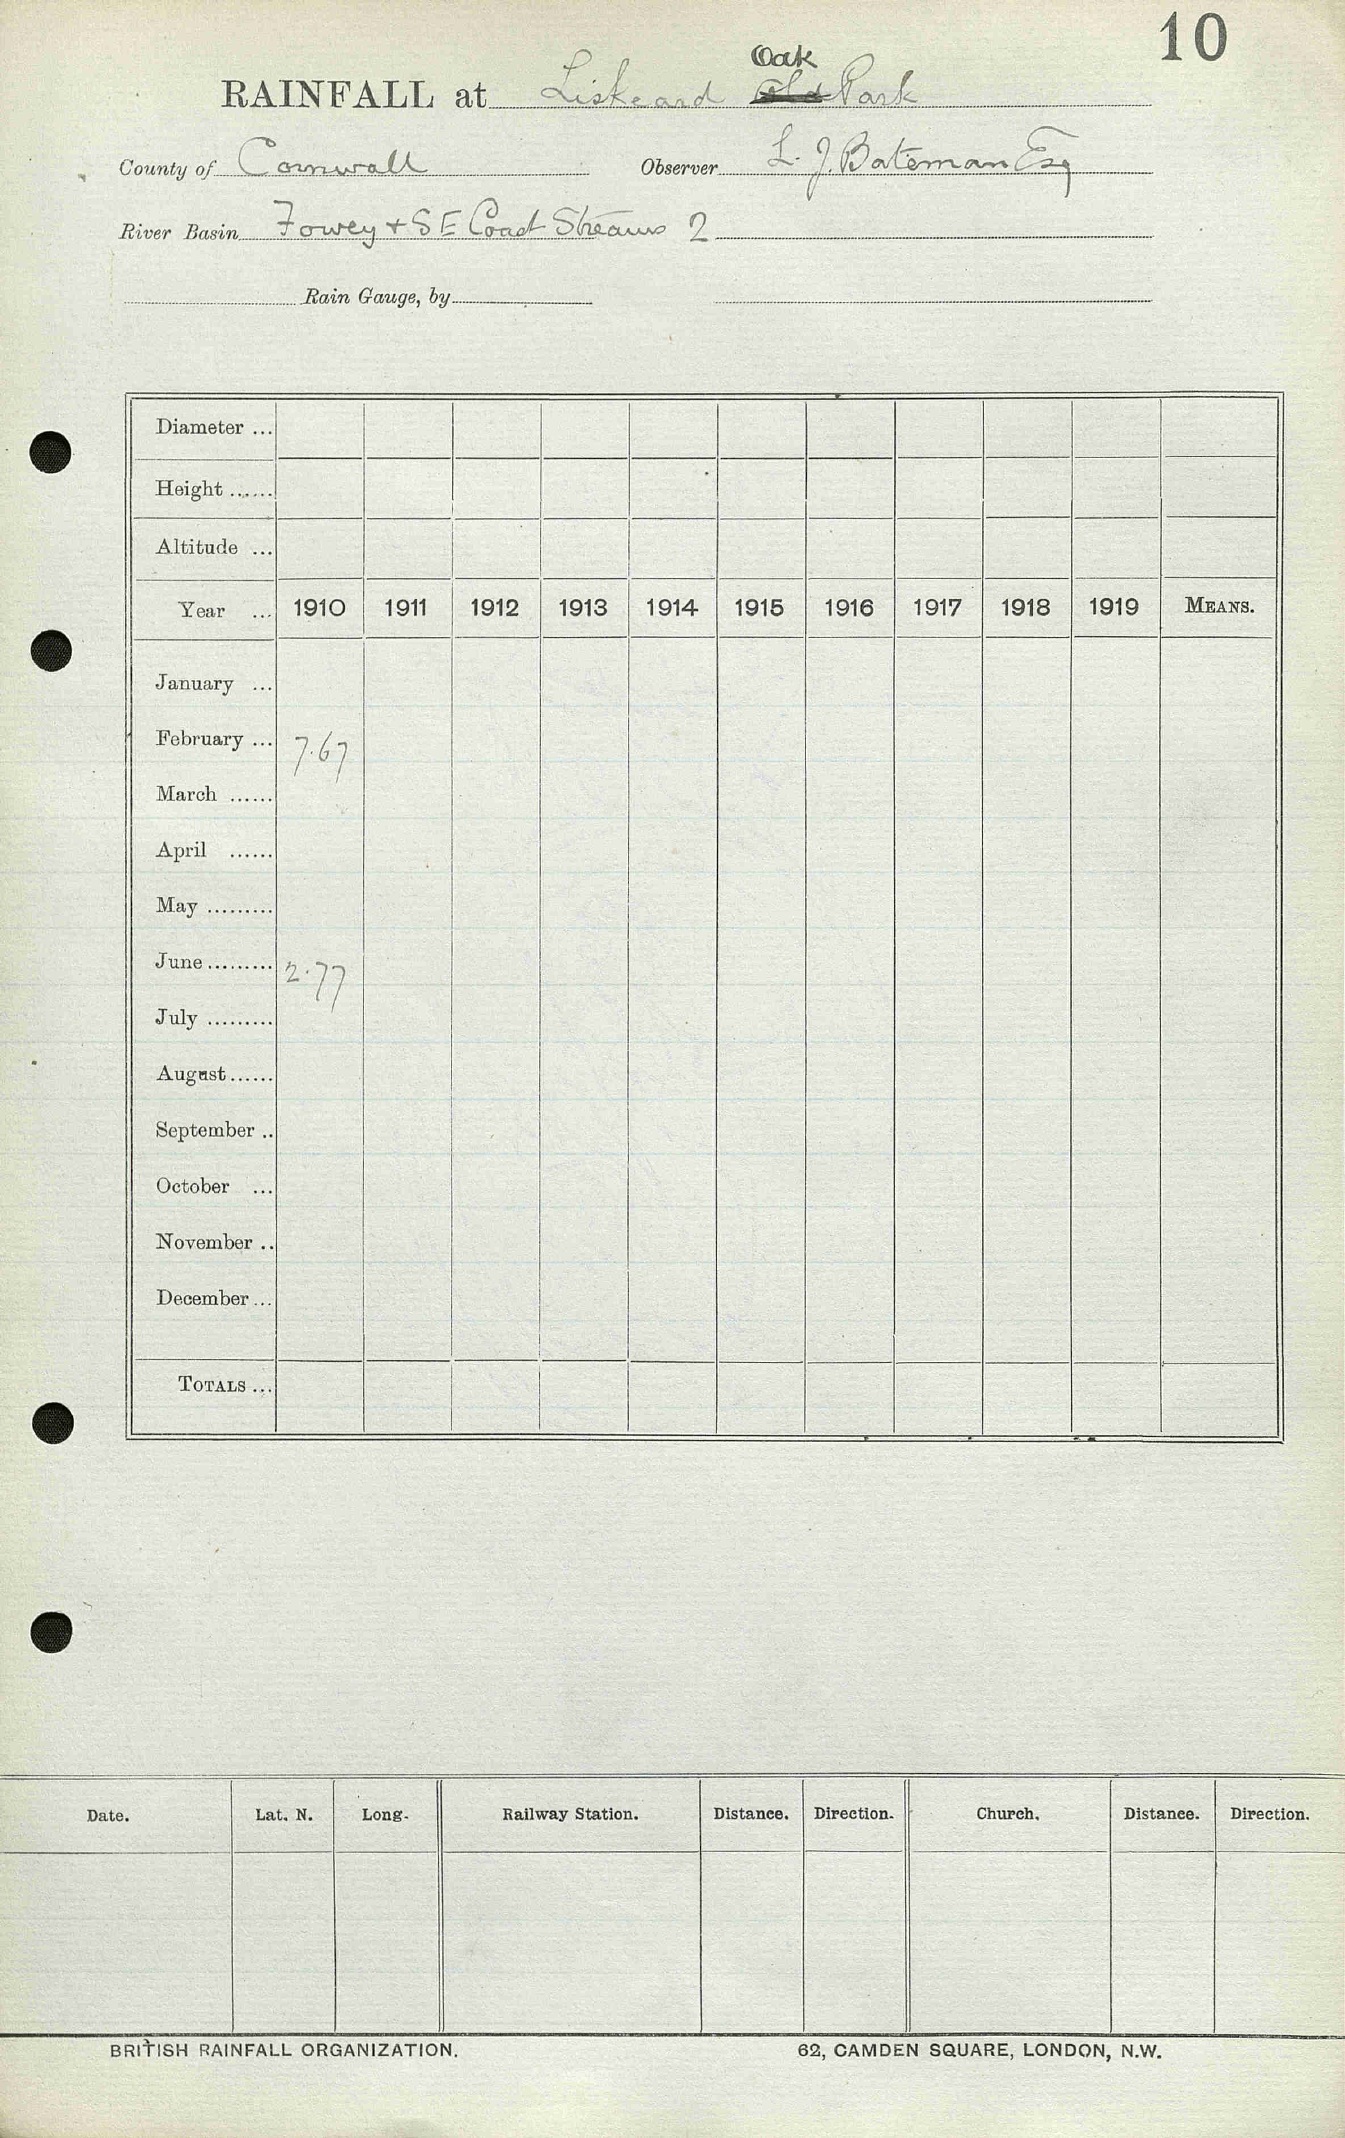 10
Oak
RAINFALL at Liskeard Old Park
County of Cornwall Observer L. J. Bateman Esq
River Basin Fowey + S E Coast Streams 2
Rain Gauge, by
Diameter ...
Height ......
Altitude ...
Year ... 1910 1911 1912 1913 1914 1915 1916 1917 1918 1919 MEANS.
January ...
February ... 7.67
March ......
April ......
May .........
June ......... 2.77
July .........
August ......
September ..
October ...
November ..
December ...
TOTALS ...
Date. Lat. N. Long. Railway Station. Distance. Direction. Church. Distance. Direction.
BRITISH RAINFALL ORGANIZATION. 62, CAMDEN SQUARE, LONDON, N.W.